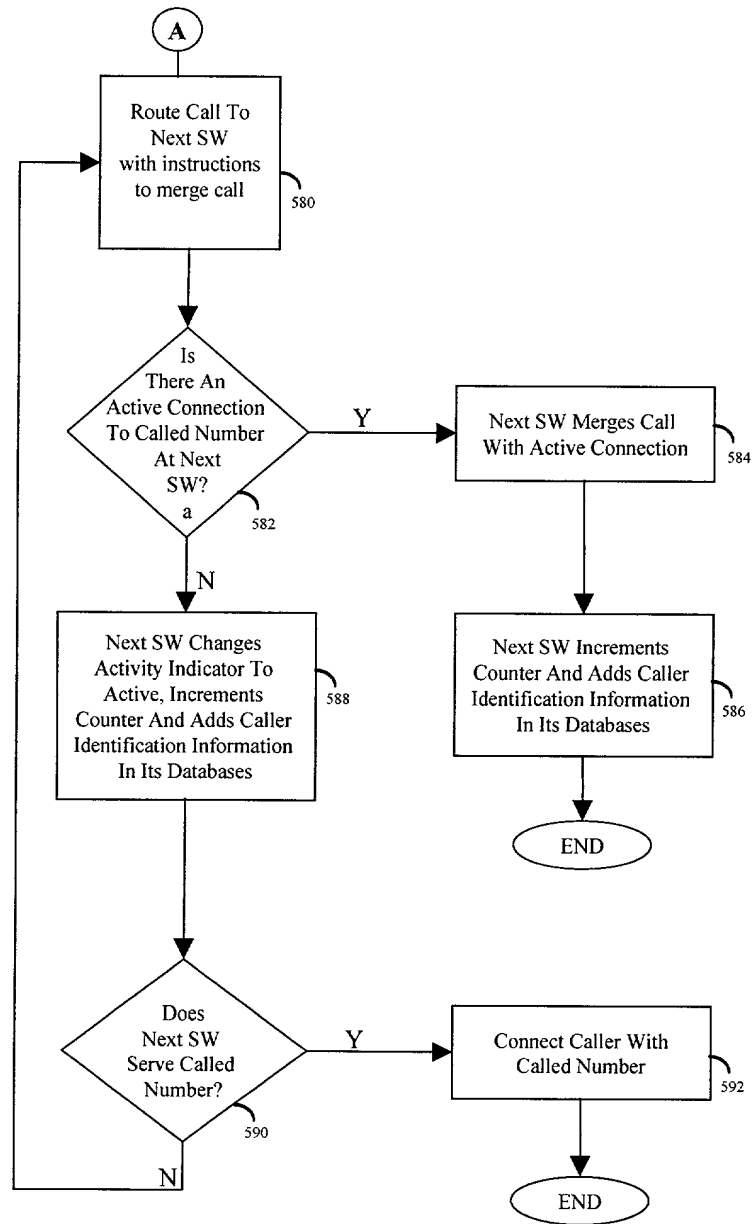 A
Route Call To
Next SW
with instructions
to merge call
580
Is
There An
Active Connection
To Called Number
At Next
SW?
a
582
Y
Next SW Merges Call
With Active Connection
584
N
Next SW Changes
Activity Indicator To
Active, Increments
Counter And Adds Caller
Identification Information
In Its Databases
588
Next SW Increments
Counter And Adds Caller
Identification Information
In Its Databases
586
END
Does
Next SW
Serve Called
Number?
590
Y
Connect Caller With
Called Number
592
N
END